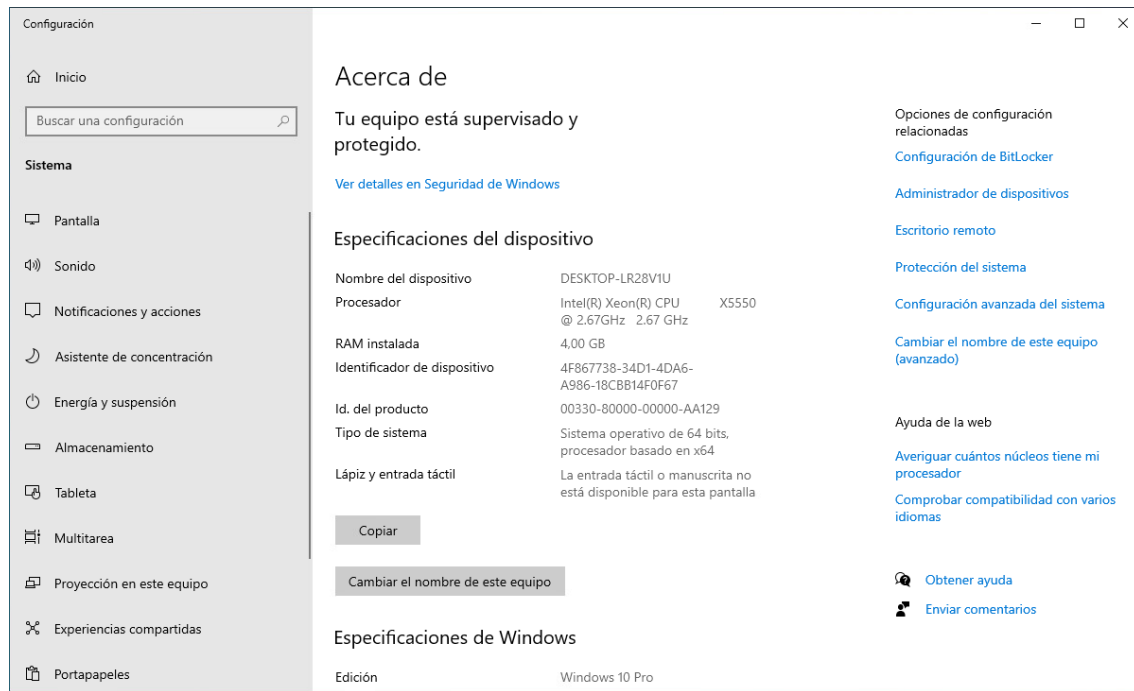 Configuración
Inicio
Buscar una configuración
Sistema
Pantalla
Sonido
Notificaciones y acciones
Asistente de concentración
Energía y suspensión
Almacenamiento
Tableta
Multitarea
Proyección en este equipo
Experiencias compartidas
Portapapeles
Acerca de
Tu equipo está supervisado y
protegido.
Ver detalles en Seguridad de Windows
Especificaciones del dispositivo
Nombre del dispositivo DESKTOP-LR28V1U
Procesador Intel(R) Xeon(R) CPU X5550
@ 2.67GHz 2.67 GHz
RAM instalada 4,00 GB
Identificador de dispositivo 4F867738-34D1-4DA6-
A986-18CBB14F0F67
Id. del producto 00330-80000-00000-AA129
Tipo de sistema Sistema operativo de 64 bits,
procesador basado en x64
Lápiz y entrada táctil La entrada táctil o manuscrita no
está disponible para esta pantalla
Copiar
Cambiar el nombre de este equipo
Especificaciones de Windows
Edición Windows 10 Pro
Opciones de configuración
relacionadas
Configuración de BitLocker
Administrador de dispositivos
Escritorio remoto
Protección del sistema
Configuración avanzada del sistema
Cambiar el nombre de este equipo
(avanzado)
Ayuda de la web
Averiguar cuántos núcleos tiene mi
procesador
Comprobar compatibilidad con varios
idiomas
Obtener ayuda
Enviar comentarios